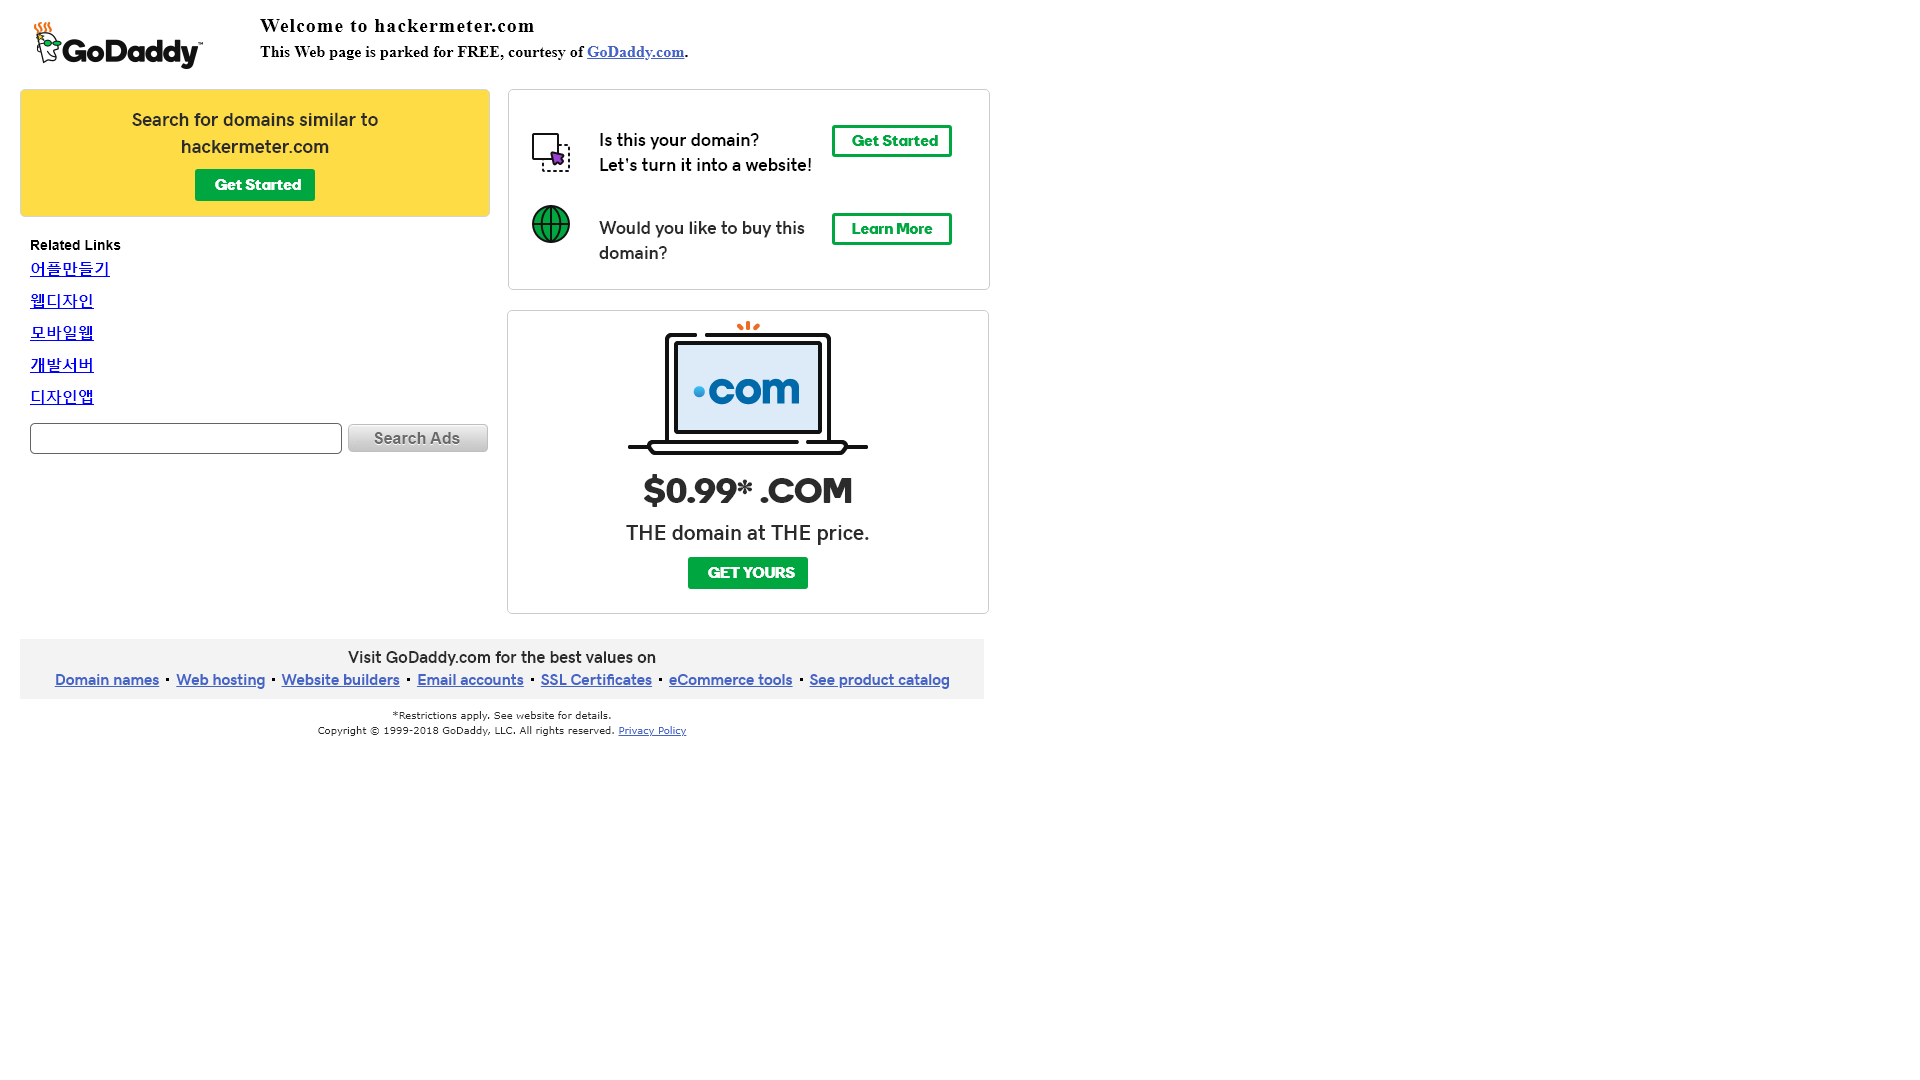 GoDaddy™
Welcome to hackermeter.com
This Web page is parked for FREE, courtesy of GoDaddy.com.
Search for domains similar to
hackermeter.com
Get Started
Is this your domain?
Let's turn it into a website!
Get Started
Would you like to buy this
domain?
Learn More
Related Links
어플만들기
웹디자인
모바일웹
개발서버
디자인앱
Search Ads
.com
$0.99* .COM
THE domain at THE price.
GET YOURS
Visit GoDaddy.com for the best values on
Domain names ▪ Web hosting ▪ Website builders ▪ Email accounts ▪ SSL Certificates ▪ eCommerce tools ▪ See product catalog
*Restrictions apply. See website for details.
Copyright © 1999-2018 GoDaddy, LLC. All rights reserved. Privacy Policy